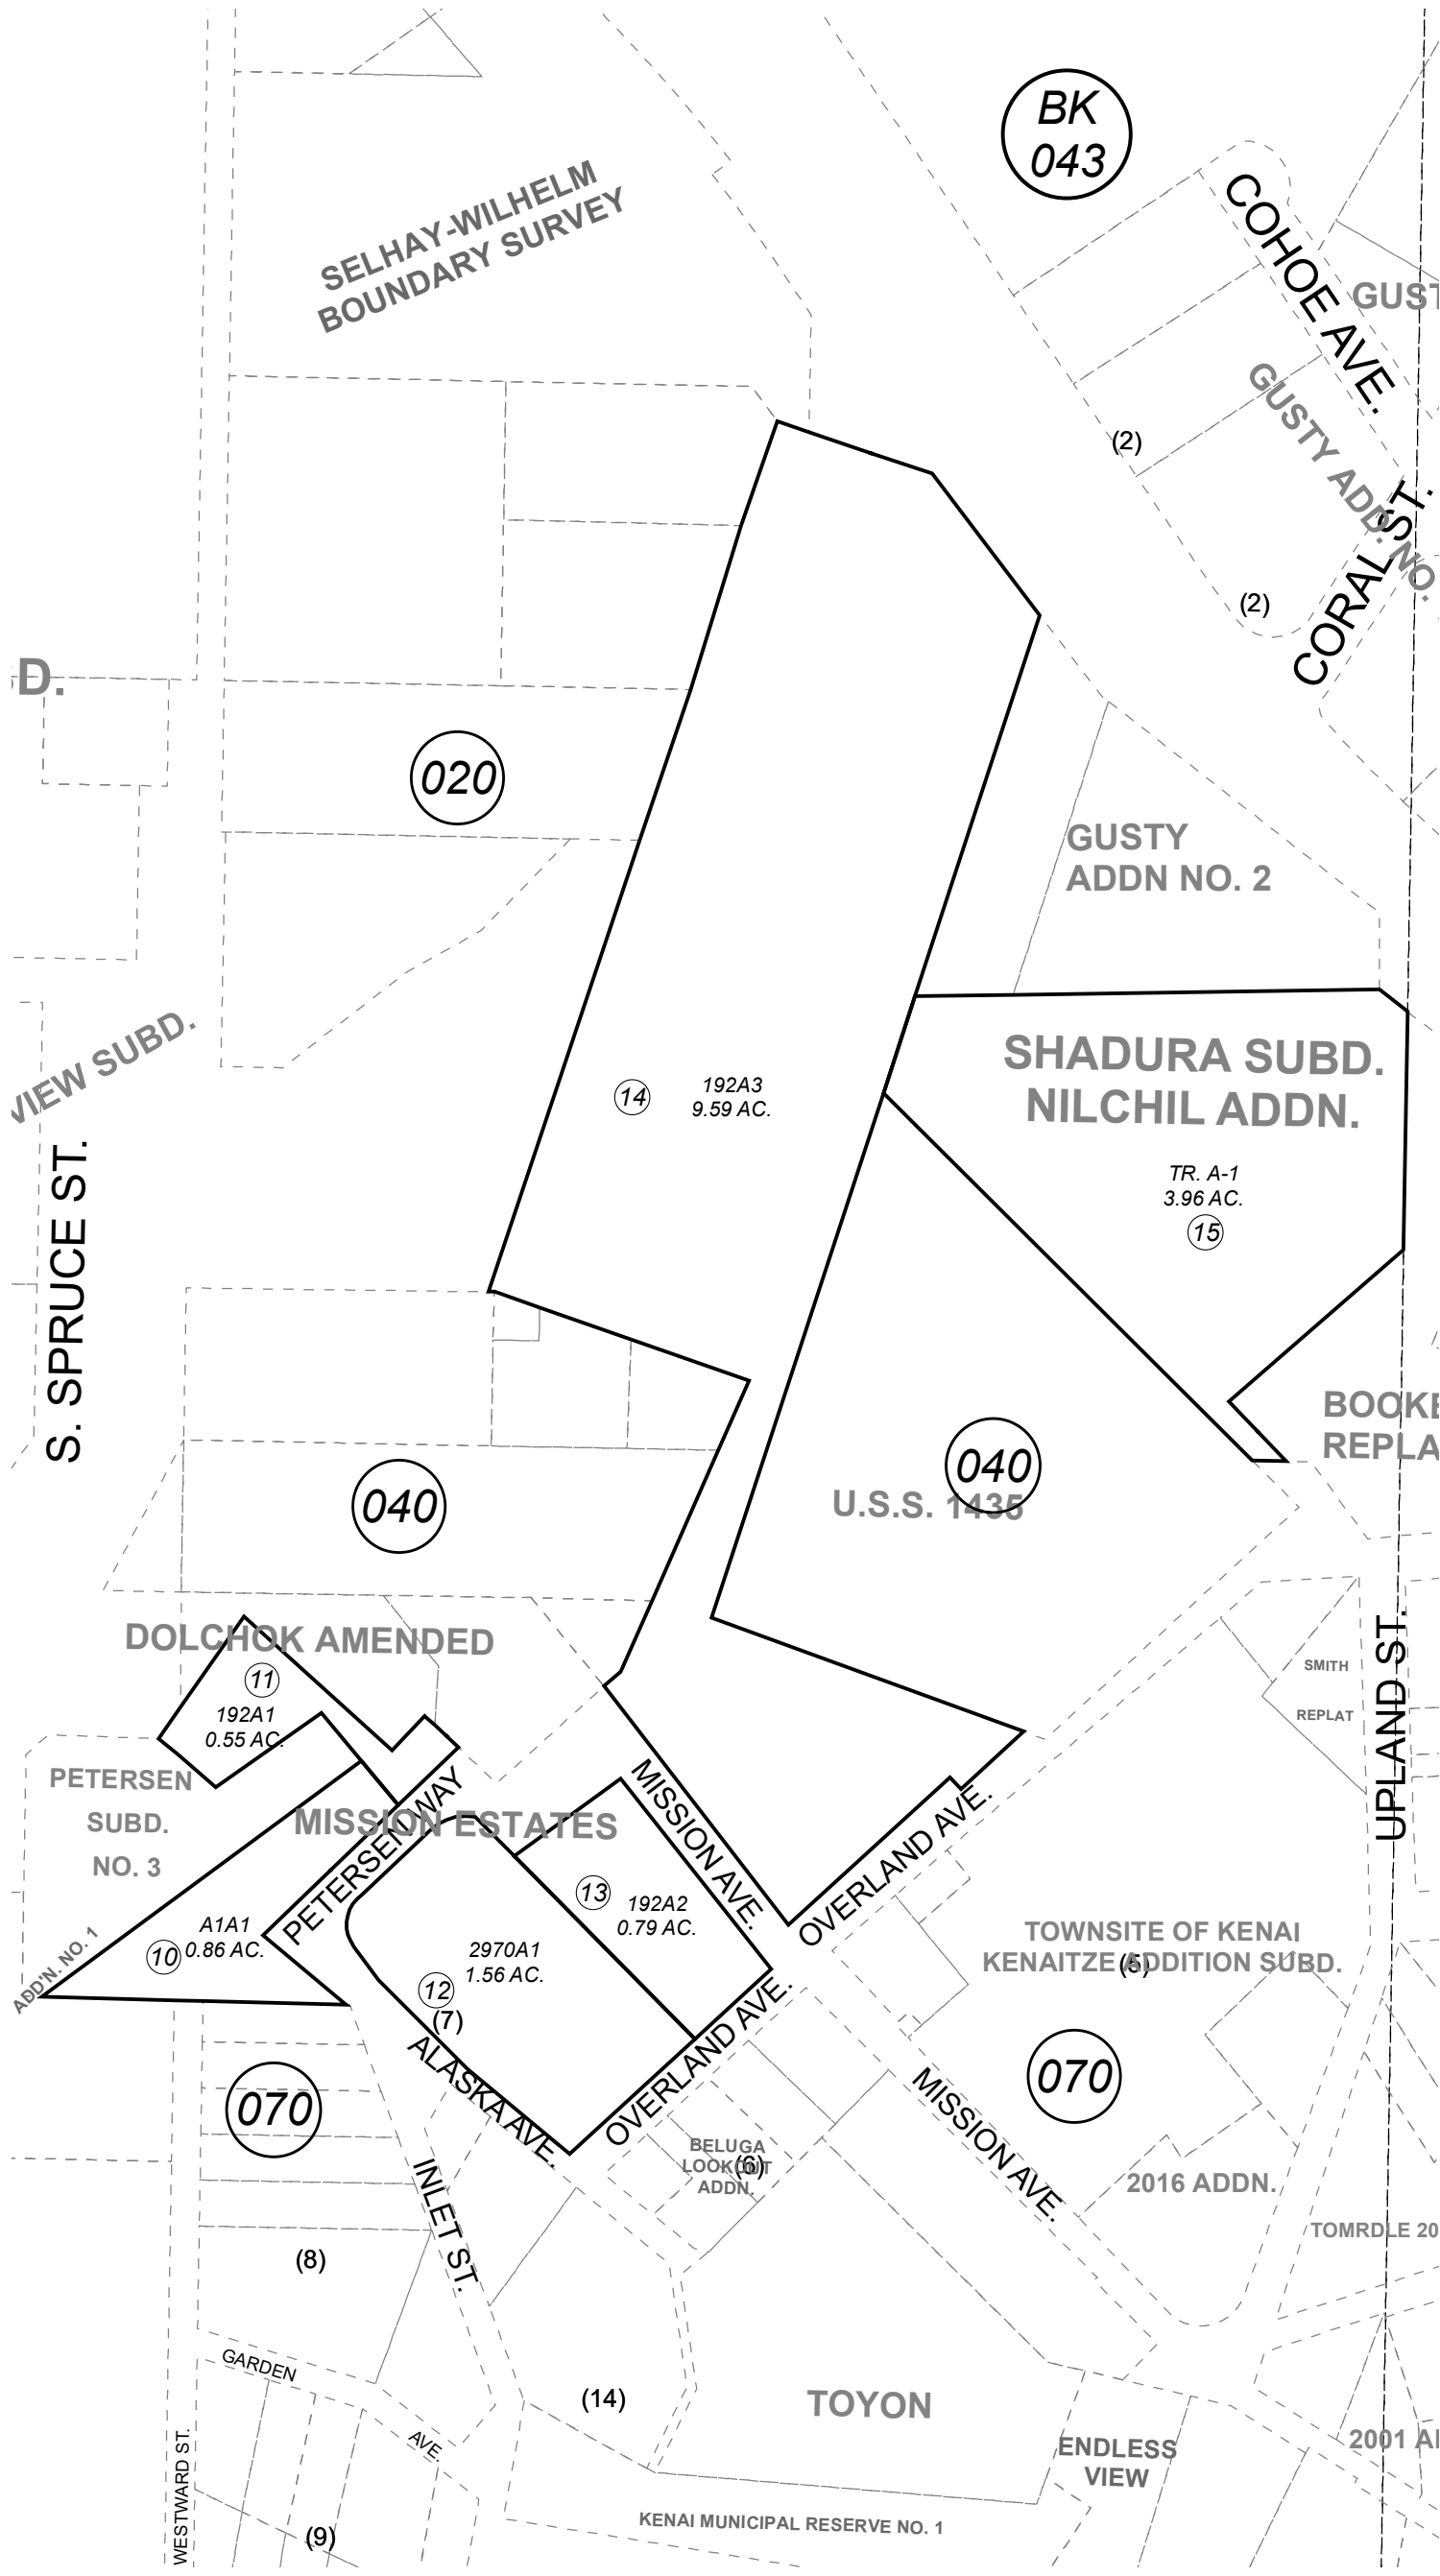 BK
043
SELHAY-WILHELM
BOUNDARY SURVEY
COHOE AVE.
GUST
GUSTY ADD. NO.
(2)
(2)
CORAL ST.
D.
020
GUSTY
ADDN NO. 2
VIEW SUBD.
S. SPRUCE ST.
14
192A3
9.59 AC.
SHADURA SUBD.
NILCHIL ADDN.
TR. A-1
3.96 AC.
15
BOOKE
REPLA
040
040
U.S.S. 1435
DOLCHOK AMENDED
11
192A1
0.55 AC.
SMITH
REPLAT
UPLAND ST.
PETERSEN
SUBD.
NO. 3
MISSION ESTATES
PETERSEN WAY
MISSION AVE.
OVERLAND AVE.
ADD'N. NO. 1
A1A1
0.86 AC.
10
13
192A2
0.79 AC.
2970A1
1.56 AC.
12
(7)
TOWNSITE OF KENAI
KENAITZE ADDITION SUBD.
(5)
ALASKA AVE.
OVERLAND AVE.
070
070
MISSION AVE.
BELUGA
LOOKOUT
ADDN.
(6)
2016 ADDN.
INLET ST.
TOMRDLE 20
(8)
GARDEN
AVE.
(14)
TOYON
ENDLESS
VIEW
2001 A
WESTWARD ST.
(9)
KENAI MUNICIPAL RESERVE NO. 1